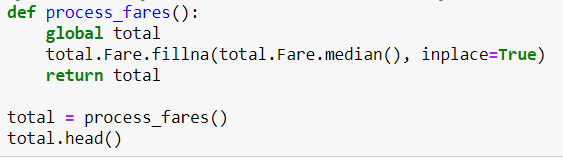 def process_fares():
    global total
    total.Fare.fillna(total.Fare.median(), inplace=True)
    return total

total = process_fares()
total.head()